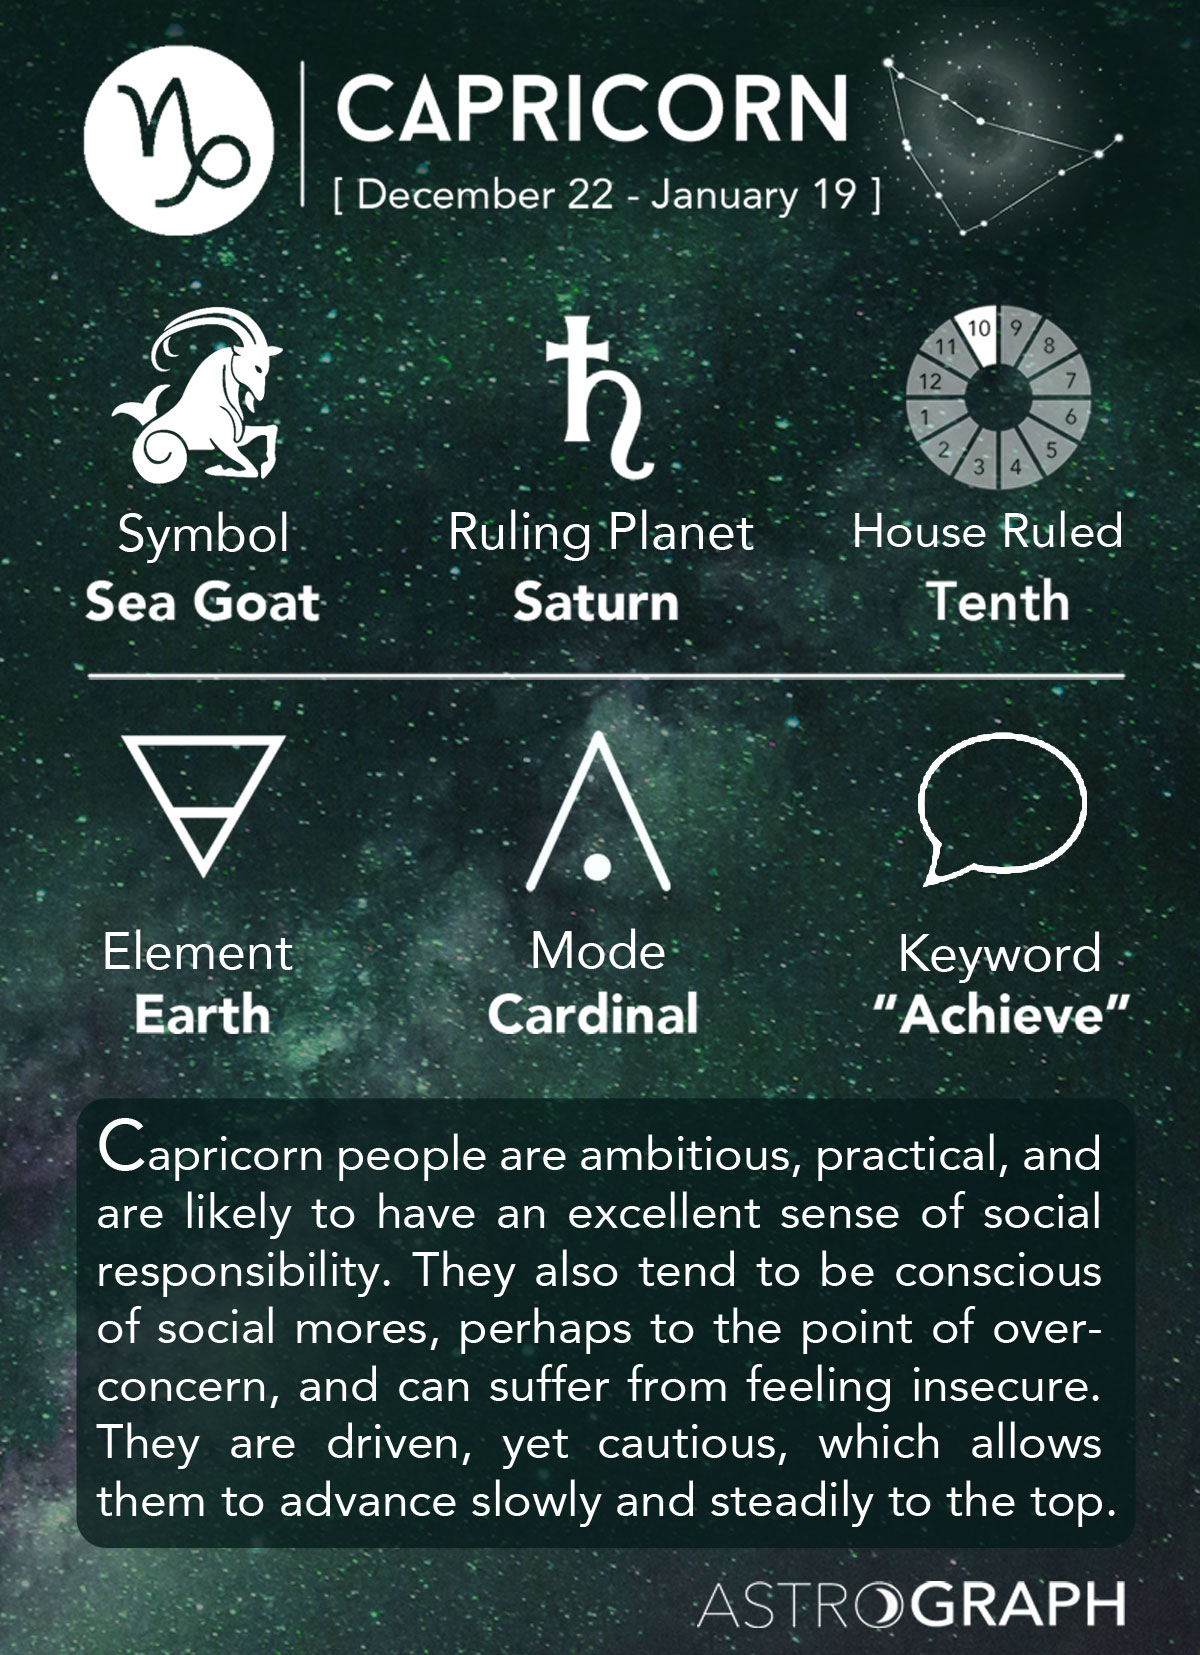 CAPRICORN
[ December 22 - January 19 ]
10 9 8 7 6 5 4 3 2 1 12 11
Symbol
Sea Goat
Ruling Planet
Saturn
House Ruled
Tenth
Element
Earth
Mode
Cardinal
Keyword
“Achieve”
Capricorn people are ambitious, practical, and
are likely to have an excellent sense of social
responsibility. They also tend to be conscious
of social mores, perhaps to the point of over-
concern, and can suffer from feeling insecure.
They are driven, yet cautious, which allows
them to advance slowly and steadily to the top.
ASTROGRAPH